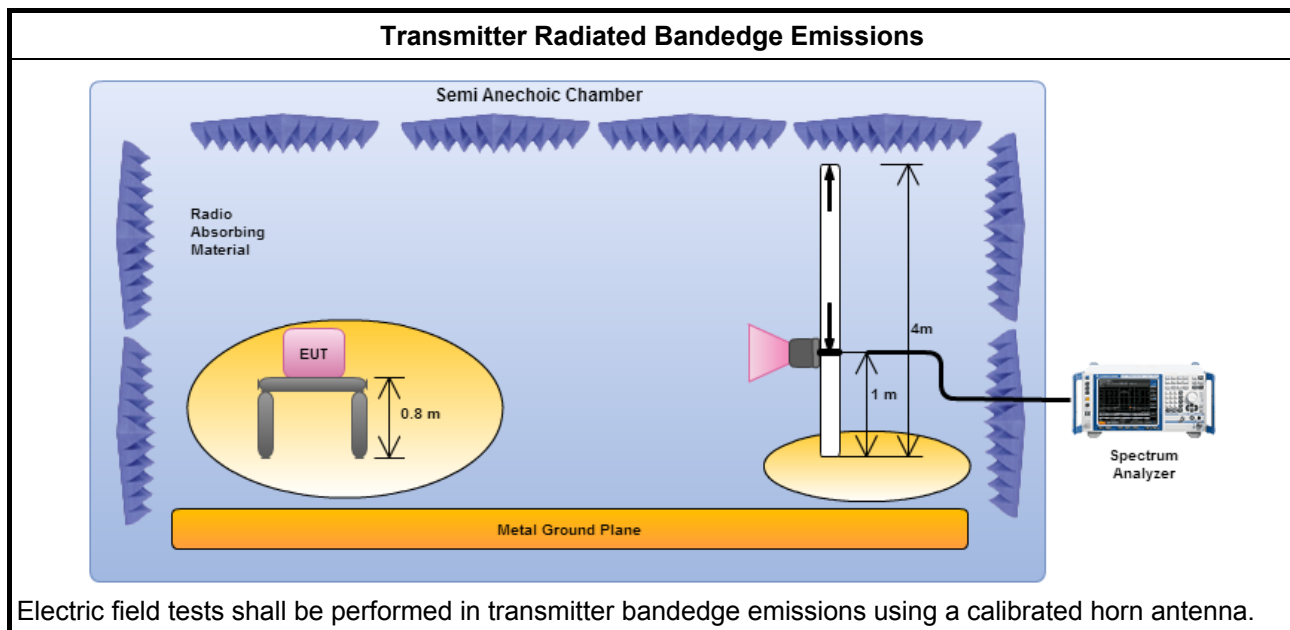 Transmitter Radiated Bandedge Emissions
Semi Anechoic Chamber
Radio
Absorbing
Material
EUT
0.8 m
4m
1 m
Spectrum
Analyzer
Metal Ground Plane
Electric field tests shall be performed in transmitter bandedge emissions using a calibrated horn antenna.